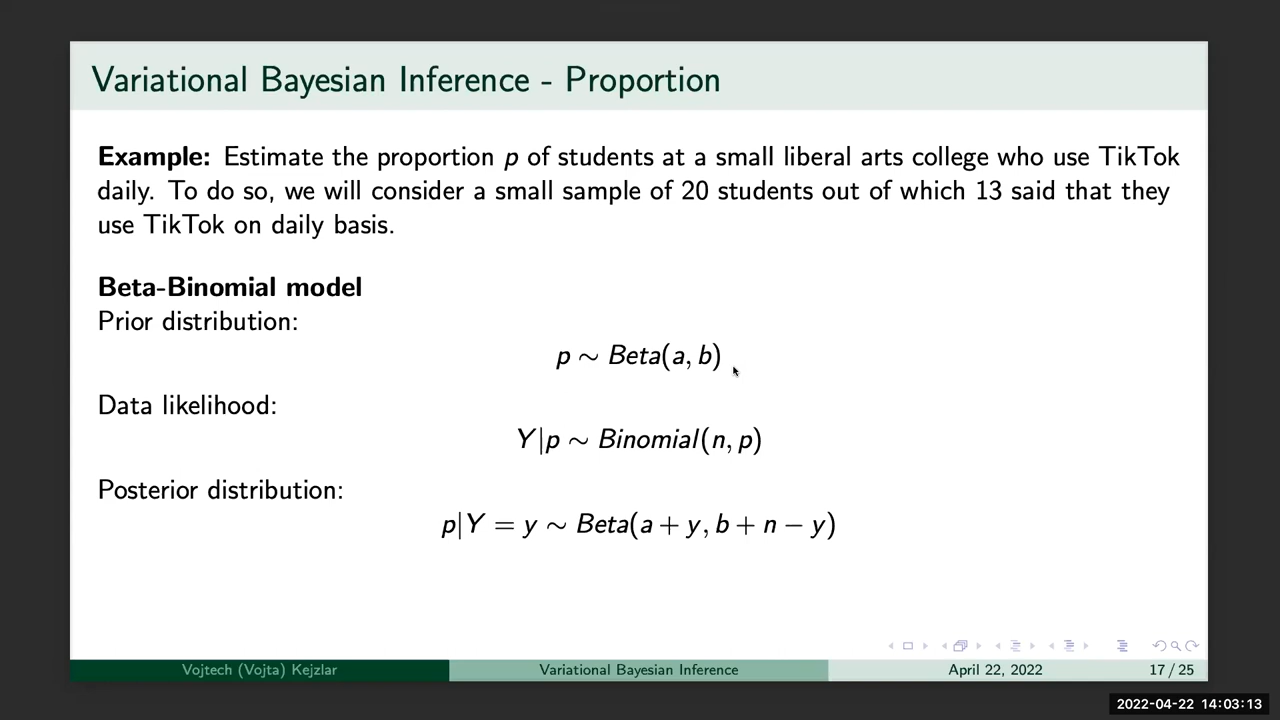 Variational Bayesian Inference - Proportion
Example: Estimate the proportion p of students at a small liberal arts college who use TikTok
daily. To do so, we will consider a small sample of 20 students out of which 13 said that they
use TikTok on daily basis.
Beta-Binomial model
Prior distribution:
p ∼ Beta(a, b)
Data likelihood:
Y|p ∼ Binomial(n, p)
Posterior distribution:
p|Y = y ∼ Beta(a + y, b + n − y)
Vojtech (Vojta) Kejzlar
Variational Bayesian Inference
April 22, 2022
17 / 25
2022-04-22 14:03:13